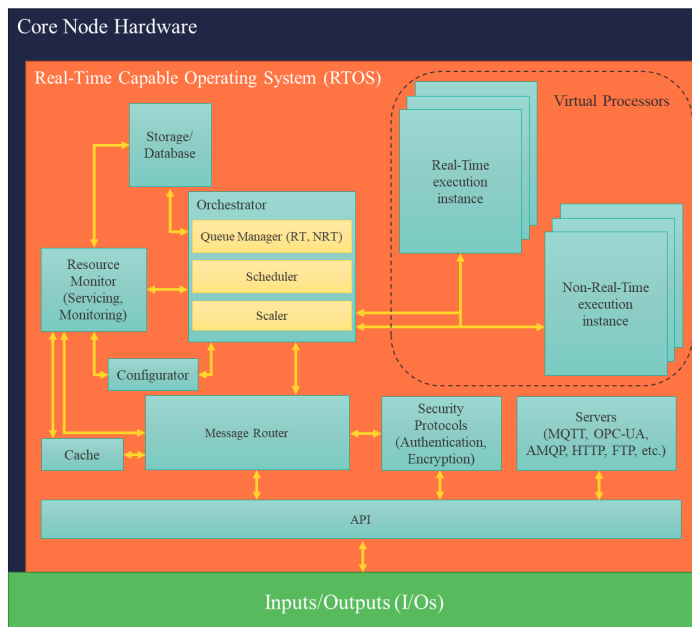 Core Node Hardware
Real-Time Capable Operating System (RTOS)
Virtual Processors
Storage/
Database
Real-Time
execution
instance
Orchestrator
Queue Manager (RT, NRT)
Scheduler
Scaler
Resource
Monitor
(Servicing,
Monitoring)
Non-Real-Time
execution
instance
Configurator
Message Router
Security
Protocols
(Authentication,
Encryption)
Servers
(MQTT, OPC-UA,
AMQP, HTTP, FTP, etc.)
Cache
API
Inputs/Outputs (I/Os)